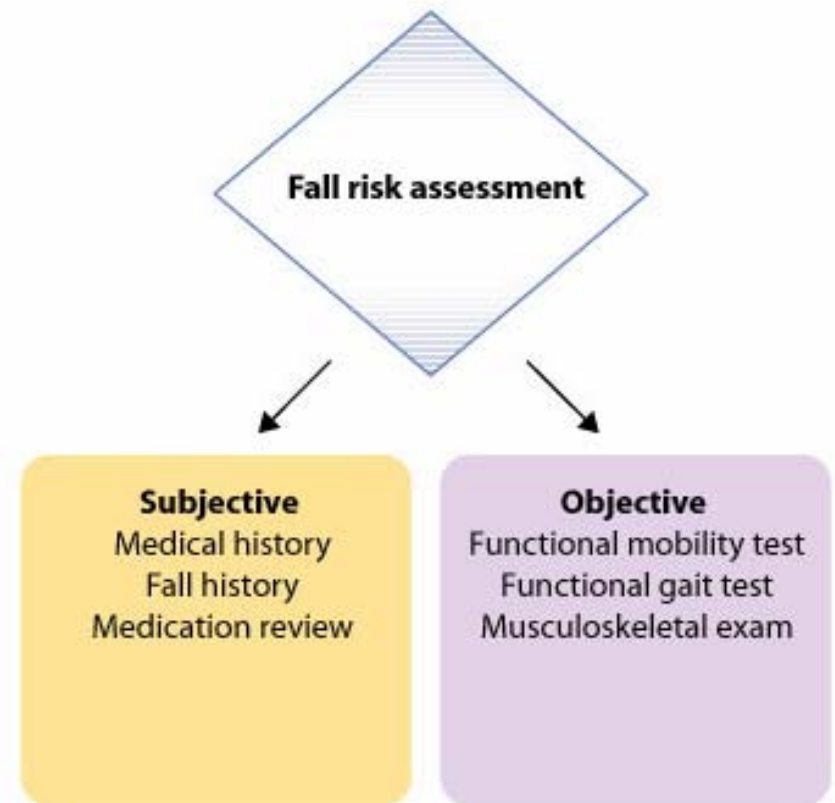 Fall risk assessment
Subjective
Medical history
Fall history
Medication review
Objective
Functional mobility test
Functional gait test
Musculoskeletal exam